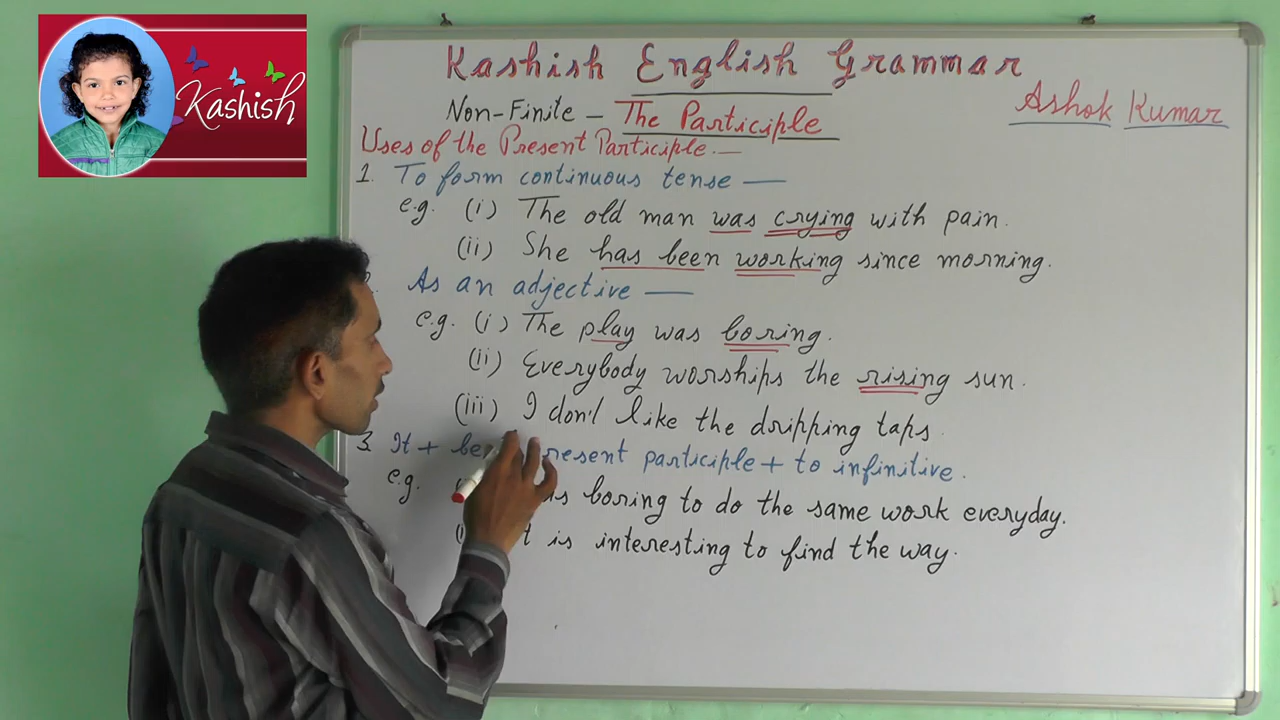 Kashish
Kashish English Grammar
Ashok Kumar
Non-Finite – The Participle
Uses of the Present Participle –
1. To form continuous tense —
e.g. (i) The old man was crying with pain.
(ii) She has been working since morning.
As an adjective —
e.g. (i) The play was boring.
(ii) Everybody worships the rising sun.
(iii) I don't like the dripping taps.
3. It + be participle + to infinitive.
e.g. is boring to do the same work everyday.
is interesting to find the way.